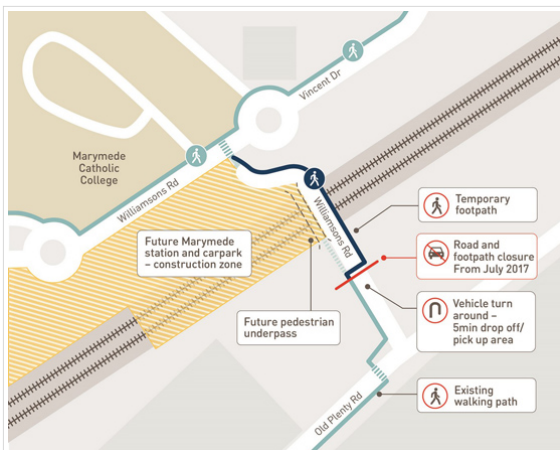 Vincent Dr
Marymede
Catholic
College
Williamsons Rd
Williamsons Rd
Temporary
footpath
Future Marymede
station and carpark
– construction zone
Road and
footpath closure
From July 2017
Future pedestrian
underpass
Vehicle turn
around –
5min drop off/
pick up area
Old Plenty Rd
Existing
walking path